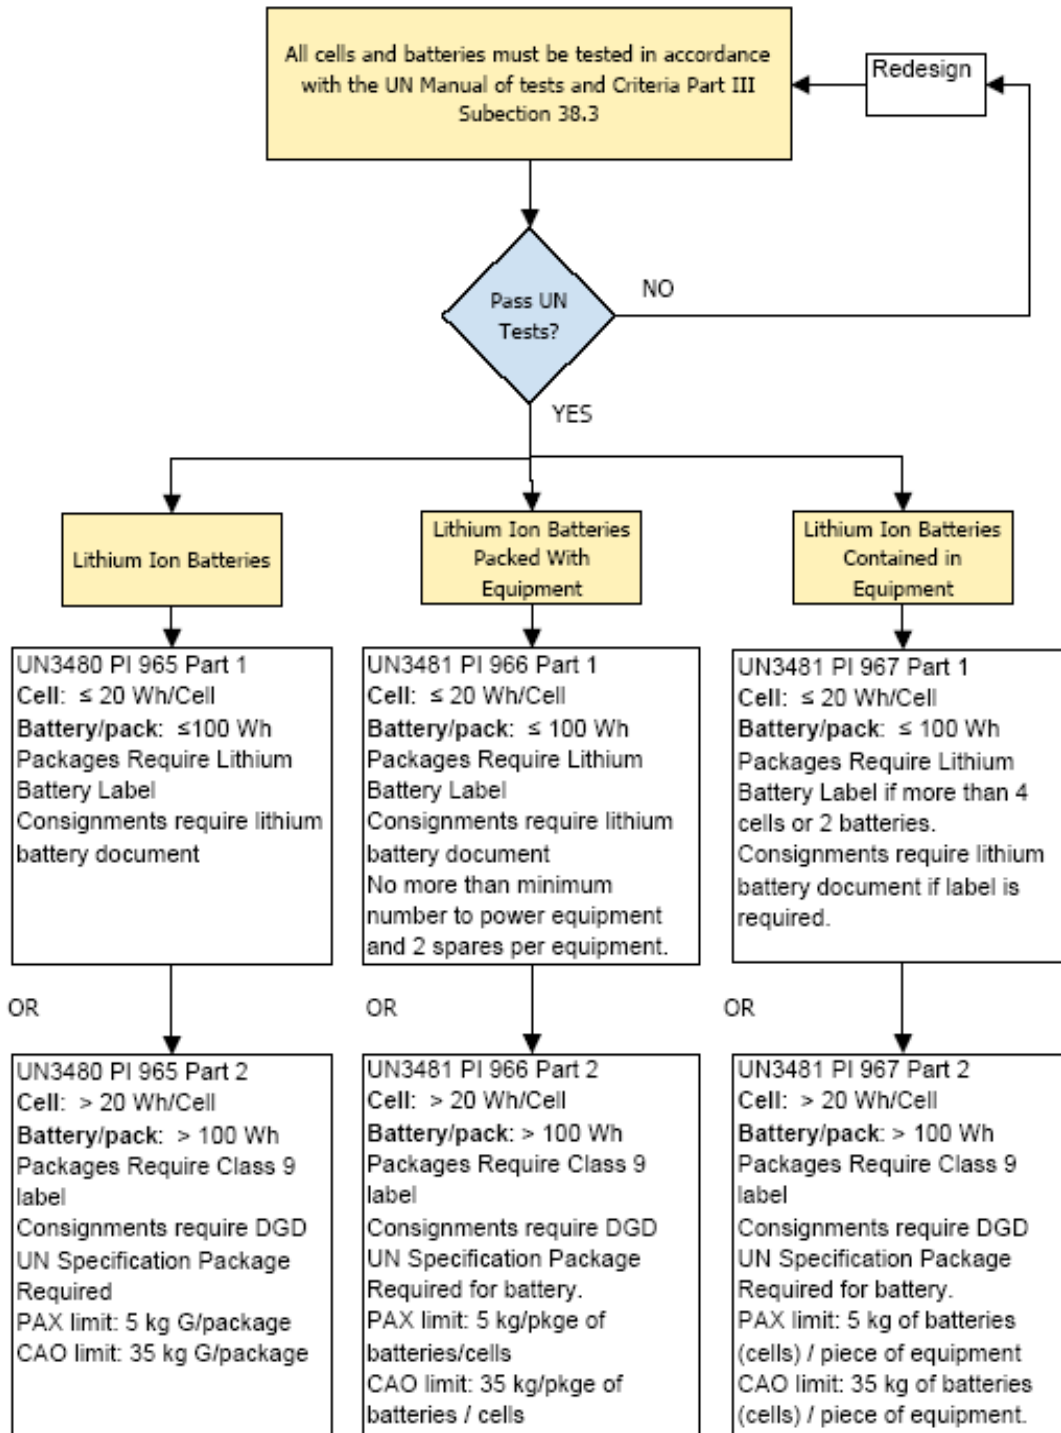 All cells and batteries must be tested in accordance
with the UN Manual of tests and Criteria Part III
Subection 38.3
Redesign
Pass UN
Tests?
NO
YES
Lithium Ion Batteries
Lithium Ion Batteries
Packed With
Equipment
Lithium Ion Batteries
Contained in
Equipment
UN3480 PI 965 Part 1
Cell: ≤ 20 Wh/Cell
Battery/pack: ≤100 Wh
Packages Require Lithium
Battery Label
Consignments require lithium
battery document
UN3481 PI 966 Part 1
Cell: ≤ 20 Wh/Cell
Battery/pack: ≤ 100 Wh
Packages Require Lithium
Battery Label
Consignments require lithium
battery document
No more than minimum
number to power equipment
and 2 spares per equipment.
UN3481 PI 967 Part 1
Cell: ≤ 20 Wh/Cell
Battery/pack: ≤ 100 Wh
Packages Require Lithium
Battery Label if more than 4
cells or 2 batteries.
Consignments require lithium
battery document if label is
required.
OR
OR
OR
UN3480 PI 965 Part 2
Cell: > 20 Wh/Cell
Battery/pack: > 100 Wh
Packages Require Class 9
label
Consignments require DGD
UN Specification Package
Required
PAX limit: 5 kg G/package
CAO limit: 35 kg G/package
UN3481 PI 966 Part 2
Cell: > 20 Wh/Cell
Battery/pack: > 100 Wh
Packages Require Class 9
label
Consignments require DGD
UN Specification Package
Required for battery.
PAX limit: 5 kg/pkge of
batteries/cells
CAO limit: 35 kg/pkge of
batteries / cells
UN3481 PI 967 Part 2
Cell: > 20 Wh/Cell
Battery/pack: > 100 Wh
Packages Require Class 9
label
Consignments require DGD
UN Specification Package
Required for battery.
PAX limit: 5 kg of batteries
(cells) / piece of equipment
CAO limit: 35 kg of batteries
(cells) / piece of equipment.